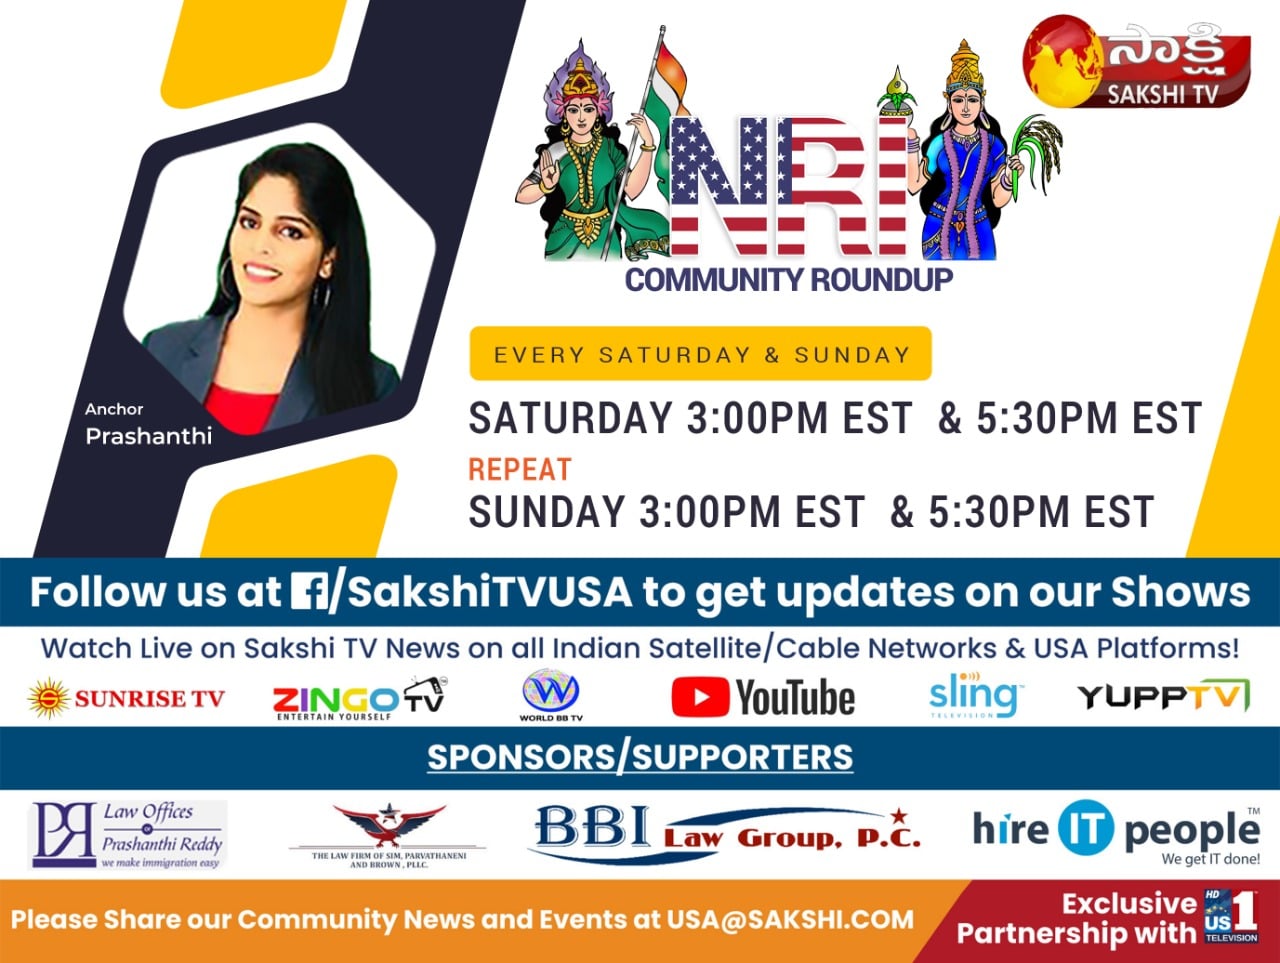 సాక్షి
SAKSHI TV
NRI
COMMUNITY ROUNDUP
EVERY SATURDAY & SUNDAY
Anchor
Prashanthi
SATURDAY 3:00PM EST & 5:30PM EST
REPEAT
SUNDAY 3:00PM EST & 5:30PM EST
Follow us at f/SakshiTVUSA to get updates on our Shows
Watch Live on Sakshi TV News on all Indian Satellite/Cable Networks & USA Platforms!
SUNRISE TV
ZINGO TV
ENTERTAIN YOURSELF
W
WORLD BB TV
YouTube
sling
TELEVISION
YUPPTV
SPONSORS/SUPPORTERS
PR
Law Offices
of
Prashanthi Reddy
we make immigration easy
THE LAW FIRM OF SIM, PARVATHANENI
AND BROWN, PLLC.
BBI Law Group, P.C.
hire IT people™
We get IT done!
Please Share our Community News and Events at USA@SAKSHI.COM
Exclusive
Partnership with
HD
US 1
TELEVISION